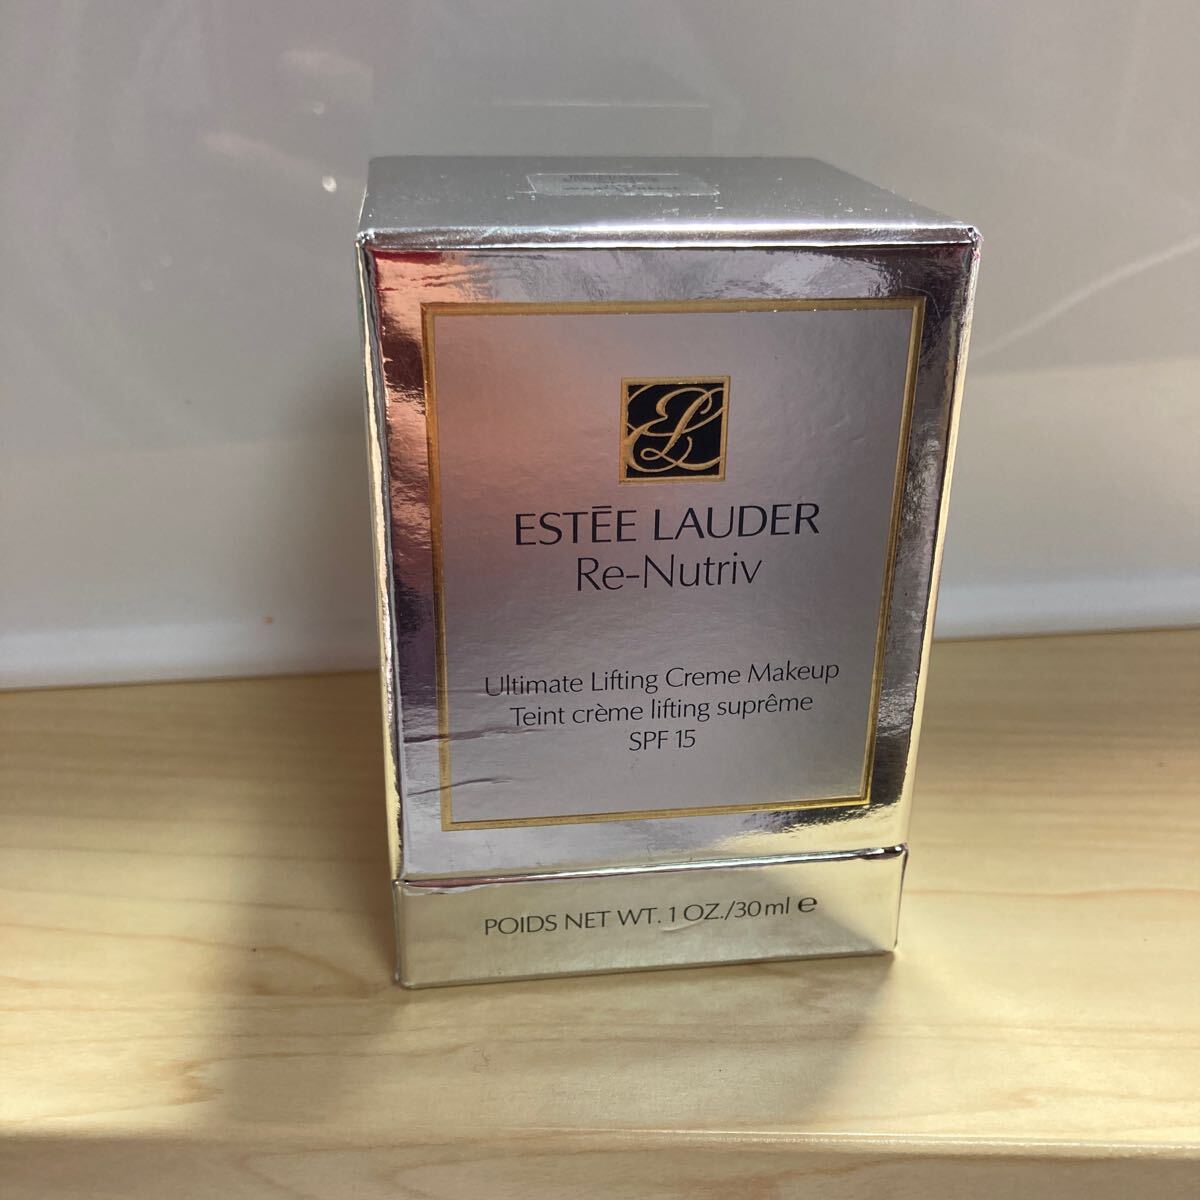 ESTĒE LAUDER
Re-Nutriv
Ultimate Lifting Creme Makeup
Teint crème lifting suprême
SPF 15
POIDS NET WT. 1 OZ./30 ml ℮